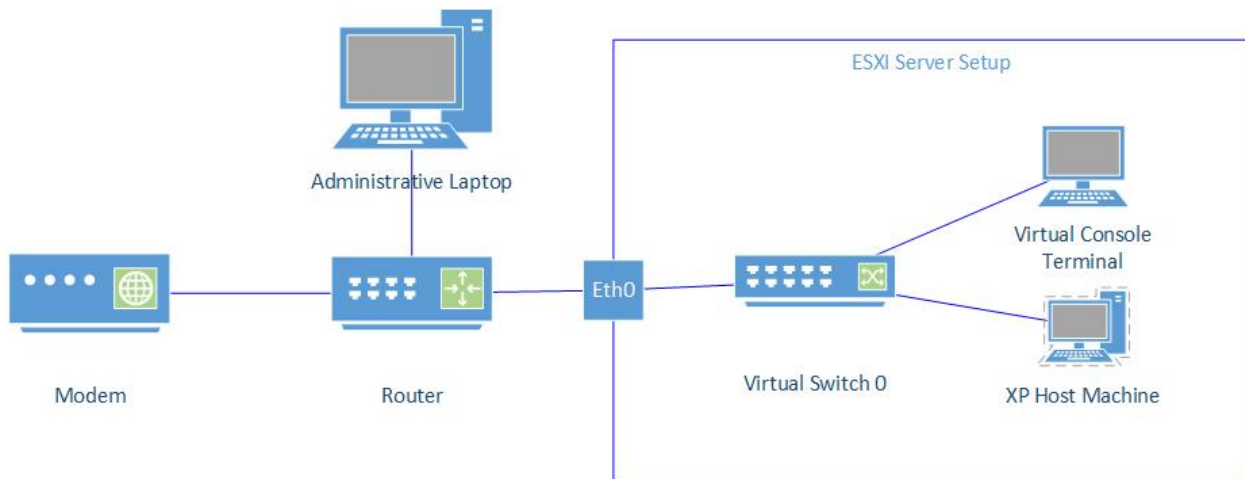 ESXI Server Setup
Administrative Laptop
Eth0
Virtual Console
Terminal
Modem
Router
Virtual Switch 0
XP Host Machine